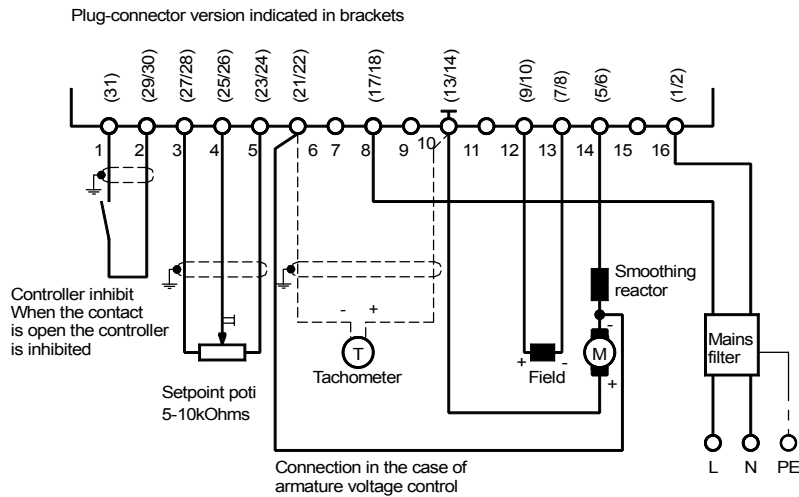 Plug-connector version indicated in brackets
(31) (29/30) (27/28) (25/26) (23/24) (21/22) (17/18) (13/14) (9/10) (7/8) (5/6) (1/2)
1 2 3 4 5 6 7 8 9 10 11 12 13 14 15 16
Controller inhibit
When the contact
is open the controller
is inhibited
Setpoint poti
5-10kOhms
- +
T
Tachometer
+ -
Field
Smoothing
reactor
-
M
+
Mains
filter
L N PE
Connection in the case of
armature voltage control